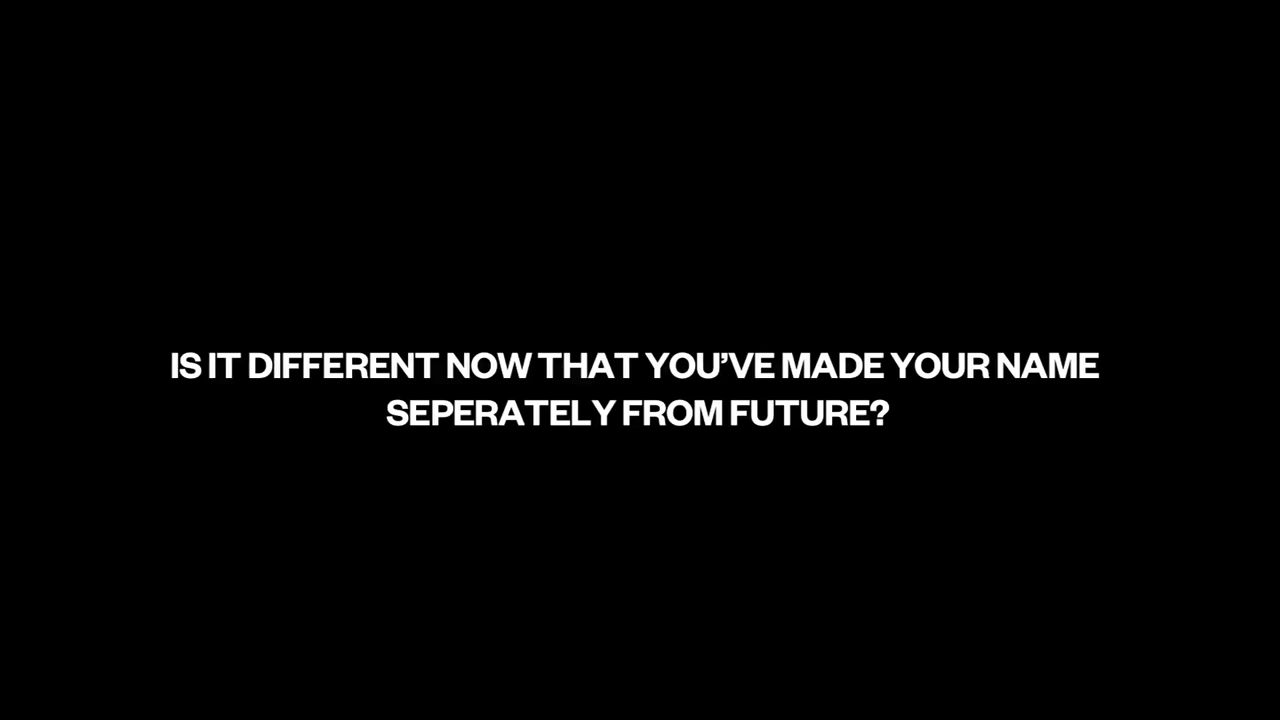 IS IT DIFFERENT NOW THAT YOU’VE MADE YOUR NAME
SEPERATELY FROM FUTURE?